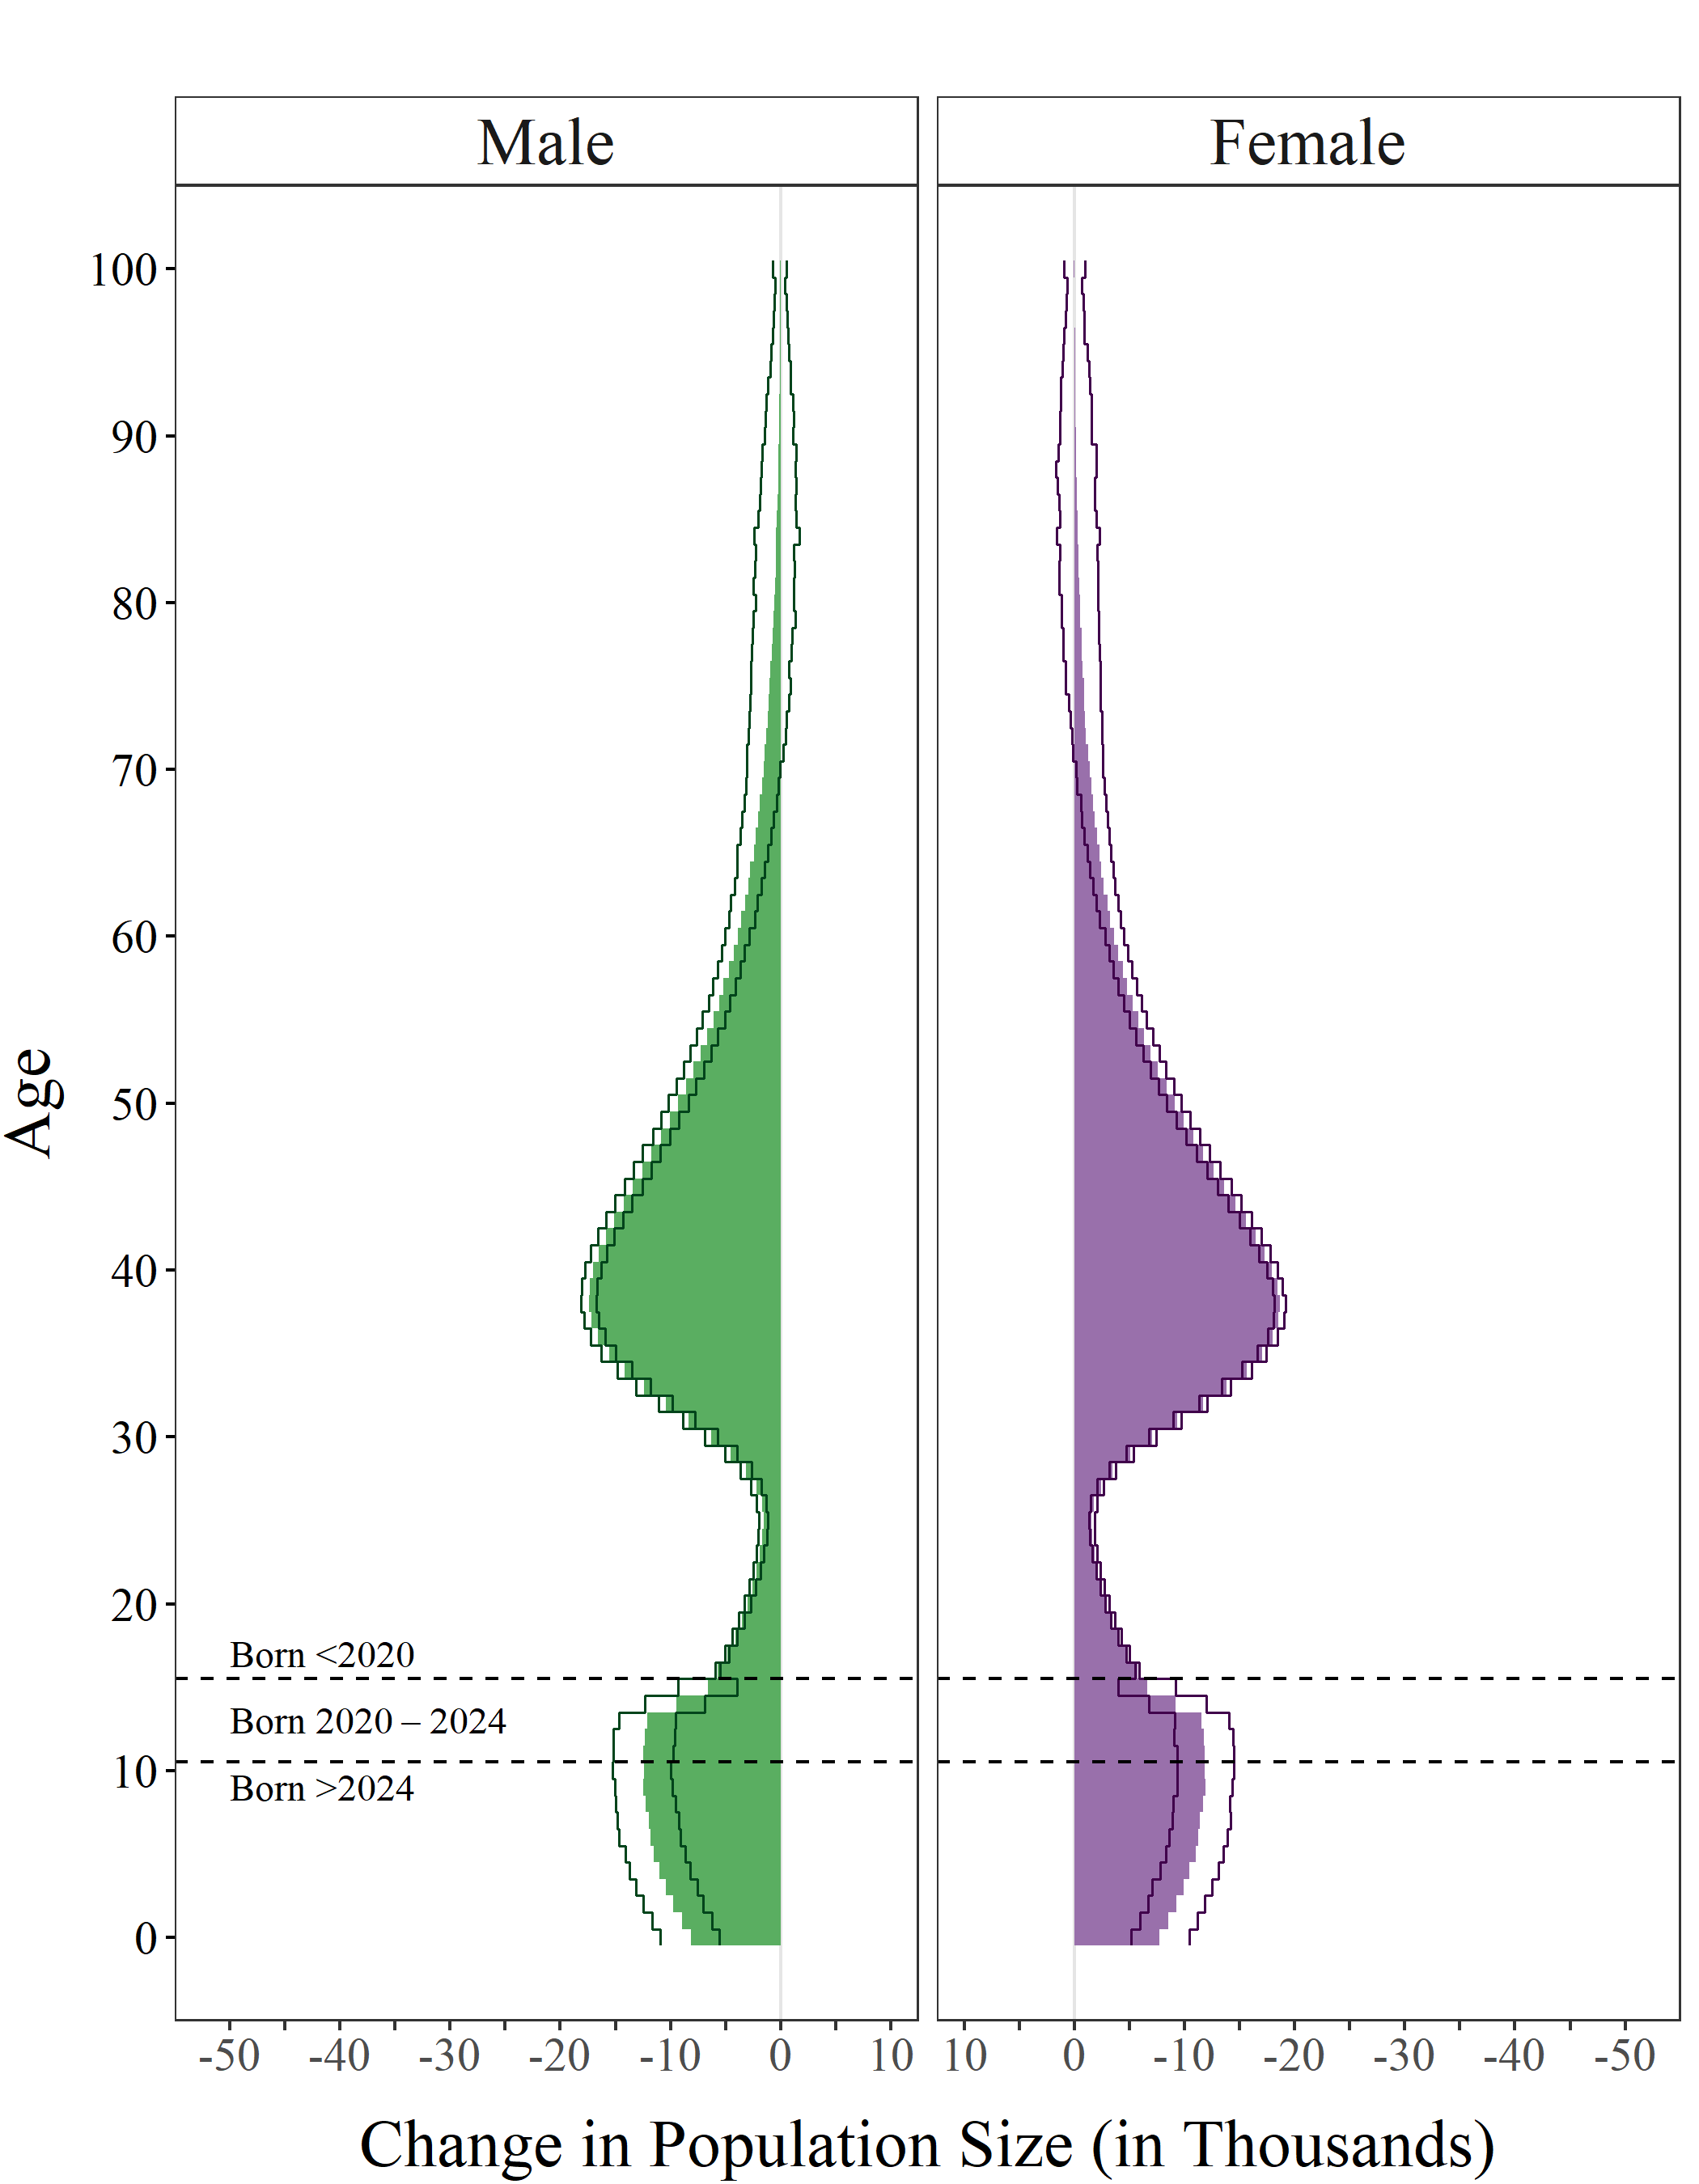 Male
Female
100
90
80
70
60
50
40
30
20
10
0
Age
Born <2020
Born 2020 – 2024
Born >2024
-50 -40 -30 -20 -10 0 10
10 0 -10 -20 -30 -40 -50
Change in Population Size (in Thousands)